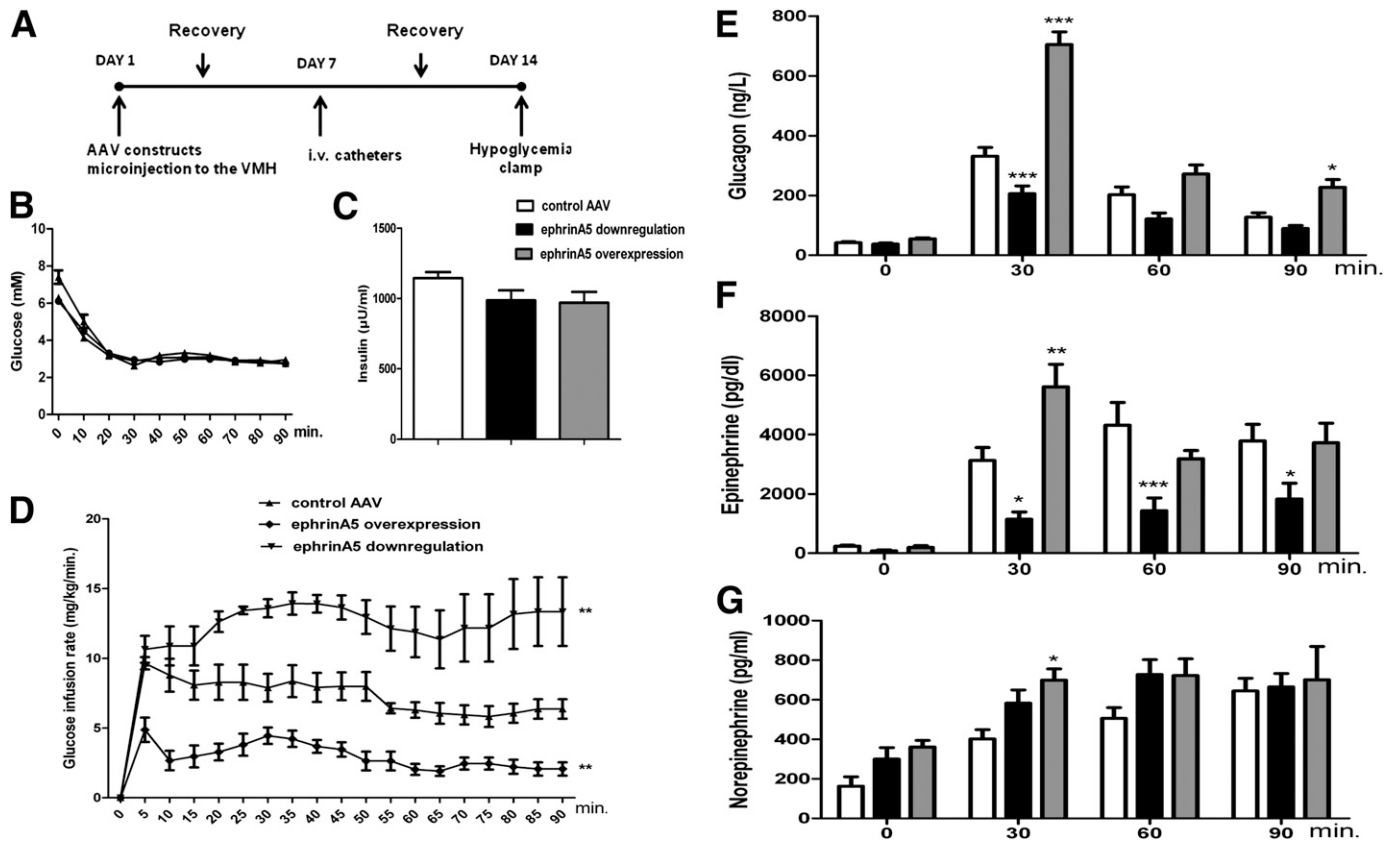 A
Recovery
Recovery
DAY 1
DAY 7
DAY 14
AAV constructs
microinjection to the VMH
i.v. catheters
Hypoglycemia
clamp
B
Glucose (mM)
10
8
6
4
2
0
0 10 20 30 40 50 60 70 80 90 min.
C
control AAV
ephrinA5 downregulation
ephrinA5 overexpression
Insulin (µU/ml)
1500
1000
500
0
D
control AAV
ephrinA5 overexpression
ephrinA5 downregulation
Glucose infusion rate (mg/kg/min.)
20
15
10
5
0
**
**
0 5 10 15 20 25 30 35 40 45 50 55 60 65 70 75 80 85 90 min.
E
Glucagon (ng/L)
800
600
400
200
0
***
***
*
0 30 60 90 min.
F
Epinephrine (pg/dl)
8000
6000
4000
2000
0
*
**
***
*
0 30 60 90 min.
G
Norepinephrine (pg/ml)
1000
800
600
400
200
0
*
0 30 60 90 min.